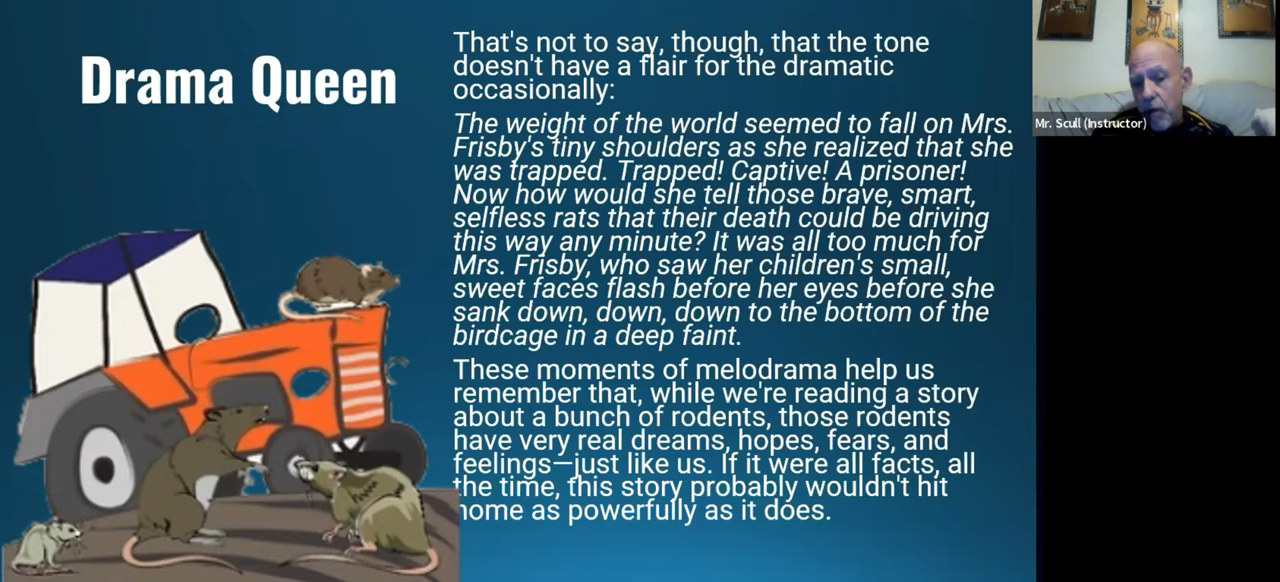 Drama Queen
That's not to say, though, that the tone
doesn't have a flair for the dramatic
occasionally:
The weight of the world seemed to fall on Mrs.
Frisby's tiny shoulders as she realized that she
was trapped. Trapped! Captive! A prisoner!
Now how would she tell those brave, smart,
selfless rats that their death could be driving
this way any minute? It was all too much for
Mrs. Frisby, who saw her children's small,
sweet faces flash before her eyes before she
sank down, down, down to the bottom of the
birdcage in a deep faint.
These moments of melodrama help us
remember that, while we're reading a story
about a bunch of rodents, those rodents
have very real dreams, hopes, fears, and
feelings—just like us. If it were all facts, all
the time, this story probably wouldn't hit
home as powerfully as it does.
Mr. Scull (Instructor)